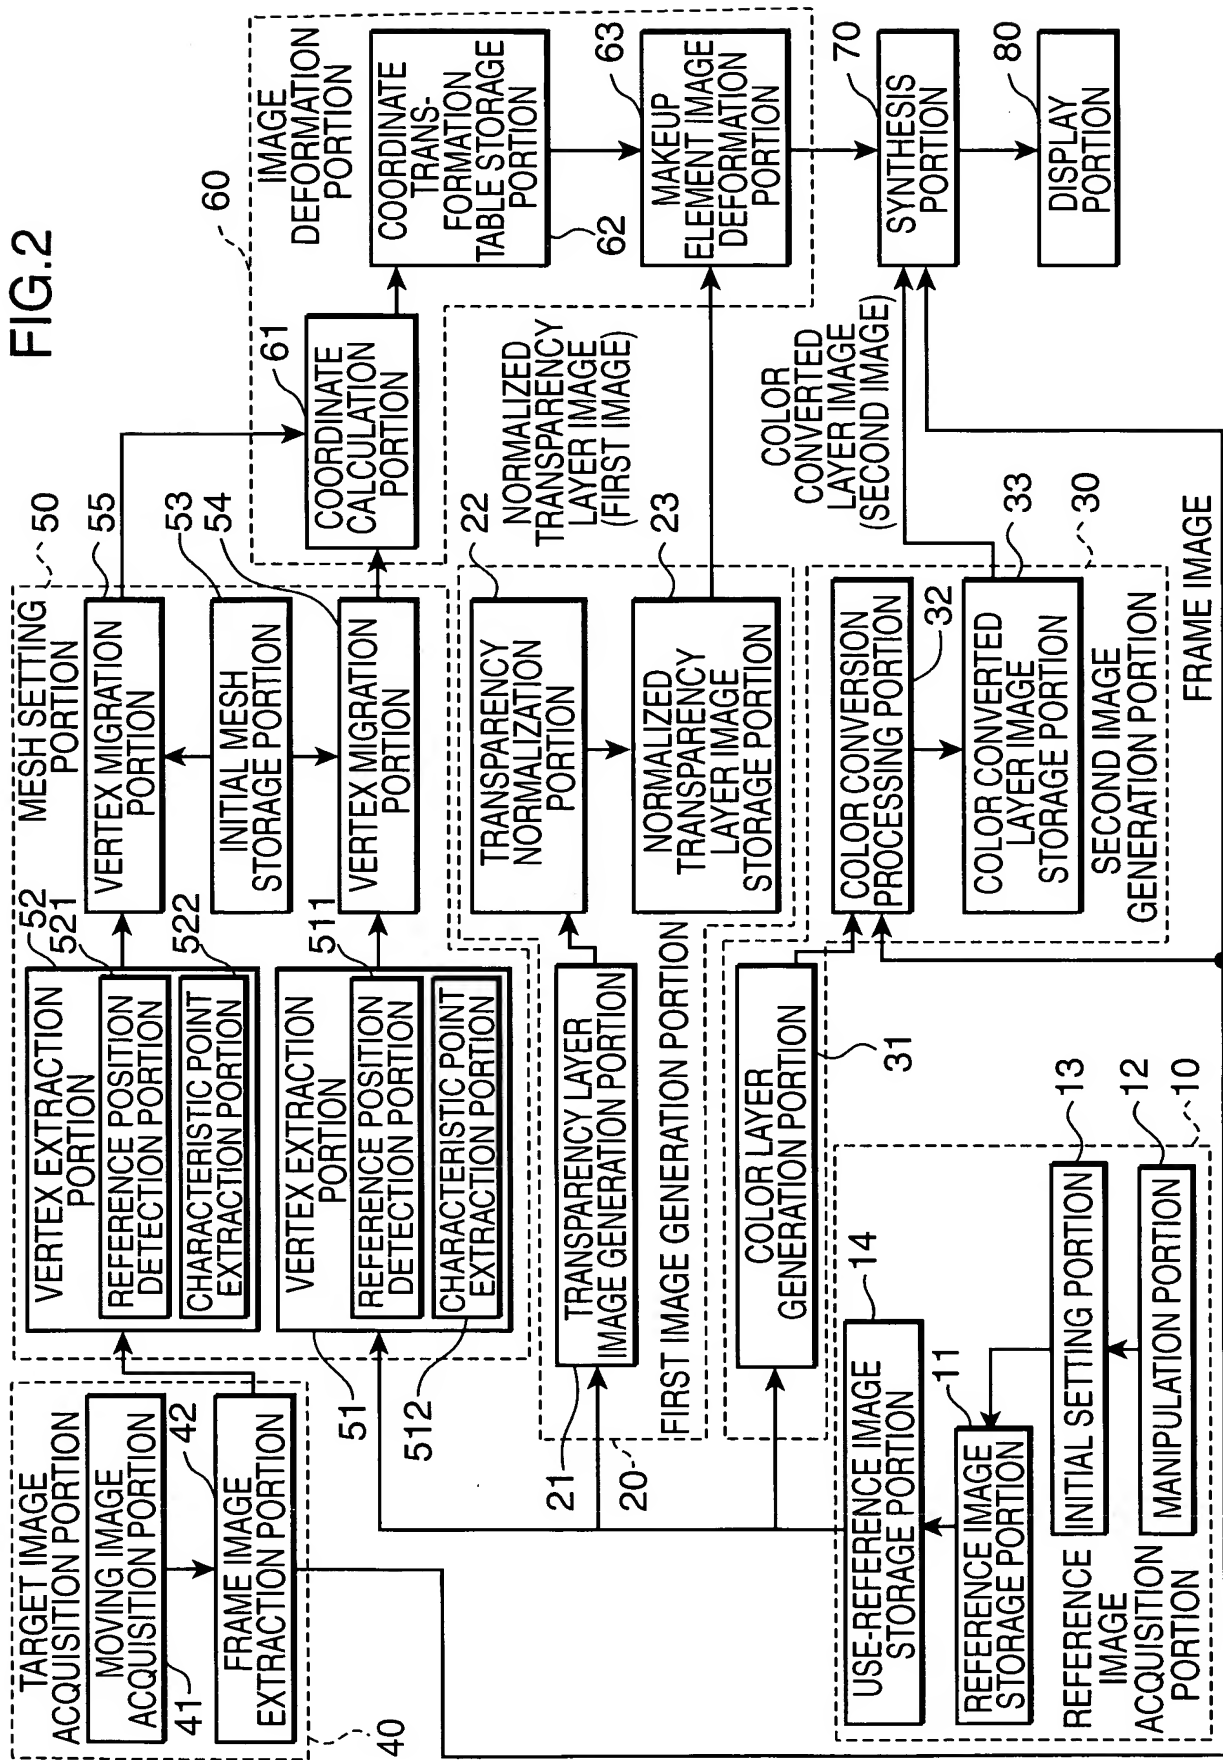 FIG.2
TARGET IMAGE
ACQUISITION PORTION
MOVING IMAGE
ACQUISITION PORTION
41
42
FRAME IMAGE
EXTRACTION PORTION
40
MESH SETTING
PORTION
50
VERTEX EXTRACTION
PORTION
52
521
REFERENCE POSITION
DETECTION PORTION
522
CHARACTERISTIC POINT
EXTRACTION PORTION
VERTEX MIGRATION
PORTION
55
INITIAL MESH
STORAGE PORTION
53
VERTEX MIGRATION
PORTION
54
51
VERTEX EXTRACTION
PORTION
511
REFERENCE POSITION
DETECTION PORTION
512
CHARACTERISTIC POINT
EXTRACTION PORTION
60
IMAGE
DEFORMATION
PORTION
COORDINATE
CALCULATION
PORTION
61
COORDINATE
TRANS-
FORMATION
TABLE STORAGE
PORTION
62
MAKEUP
ELEMENT IMAGE
DEFORMATION
PORTION
63
TRANSPARENCY LAYER
IMAGE GENERATION PORTION
21
20
FIRST IMAGE GENERATION PORTION
TRANSPARENCY
NORMALIZATION
PORTION
22
NORMALIZED
TRANSPARENCY
LAYER IMAGE
STORAGE PORTION
23
NORMALIZED
TRANSPARENCY
LAYER IMAGE
(FIRST IMAGE)
COLOR LAYER
GENERATION PORTION
31
COLOR CONVERSION
PROCESSING PORTION
32
COLOR CONVERTED
LAYER IMAGE
STORAGE PORTION
33
30
SECOND IMAGE
GENERATION PORTION
COLOR
CONVERTED
LAYER IMAGE
(SECOND IMAGE)
FRAME IMAGE
SYNTHESIS
PORTION
70
DISPLAY
PORTION
80
USE-REFERENCE IMAGE
STORAGE PORTION
14
REFERENCE IMAGE
STORAGE PORTION
11
INITIAL SETTING PORTION
13
MANIPULATION PORTION
12
REFERENCE
IMAGE
ACQUISITION
PORTION
10